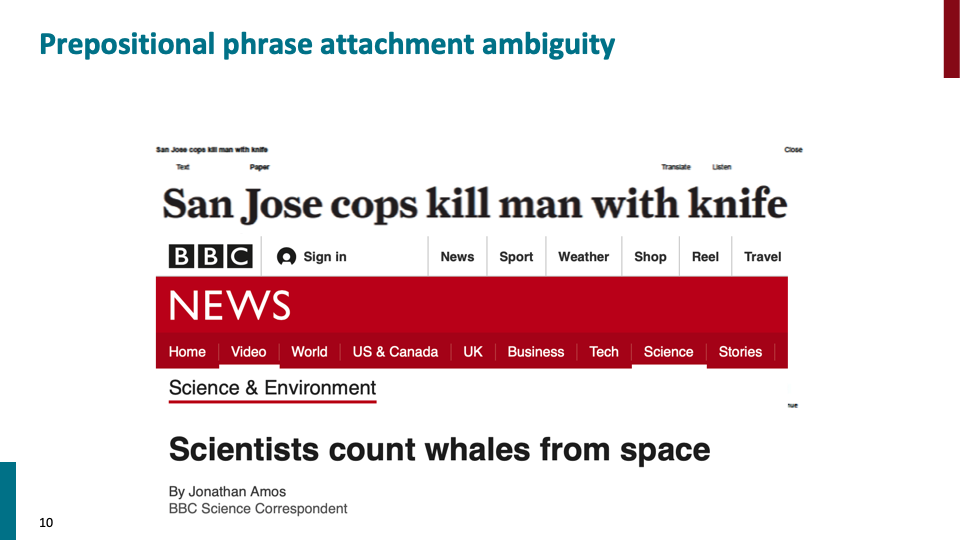 Prepositional phrase attachment ambiguity
San Jose cops kill man with knife Close
Text Paper Translate Listen
San Jose cops kill man with knife
BBC Sign in News Sport Weather Shop Reel Travel
NEWS
Home Video World US & Canada UK Business Tech Science Stories
Science & Environment
nue
Scientists count whales from space
By Jonathan Amos
BBC Science Correspondent
10